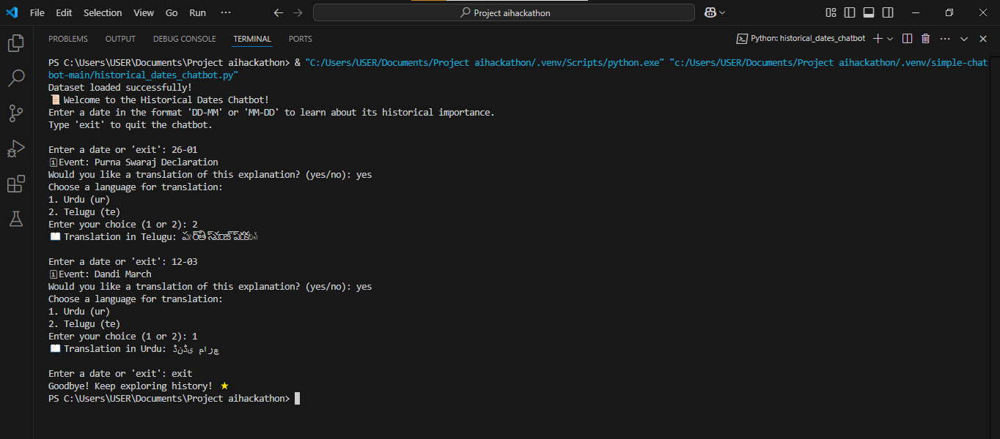 File Edit Selection View Go Run ··· Project aihackathon
PROBLEMS OUTPUT DEBUG CONSOLE TERMINAL PORTS Python: historical_dates_chatbot
PS C:\Users\USER\Documents\Project aihackathon> & "C:/Users/USER/Documents/Project aihackathon/.venv/Scripts/python.exe" "c:/Users/USER/Documents/Project aihackathon/.venv/simple-chat
bot-main/historical_dates_chatbot.py"
Dataset loaded successfully!
📜 Welcome to the Historical Dates Chatbot!
Enter a date in the format 'DD-MM' or 'MM-DD' to learn about its historical importance.
Type 'exit' to quit the chatbot.
Enter a date or 'exit': 26-01
Event: Purna Swaraj Declaration
Would you like a translation of this explanation? (yes/no): yes
Choose a language for translation:
1. Urdu (ur)
2. Telugu (te)
Enter your choice (1 or 2): 2
📖 Translation in Telugu:
Enter a date or 'exit': 12-03
Event: Dandi March
Would you like a translation of this explanation? (yes/no): yes
Choose a language for translation:
1. Urdu (ur)
2. Telugu (te)
Enter your choice (1 or 2): 1
📖 Translation in Urdu: ڈنڈی مارچ
Enter a date or 'exit': exit
Goodbye! Keep exploring history! ⭐
PS C:\Users\USER\Documents\Project aihackathon>